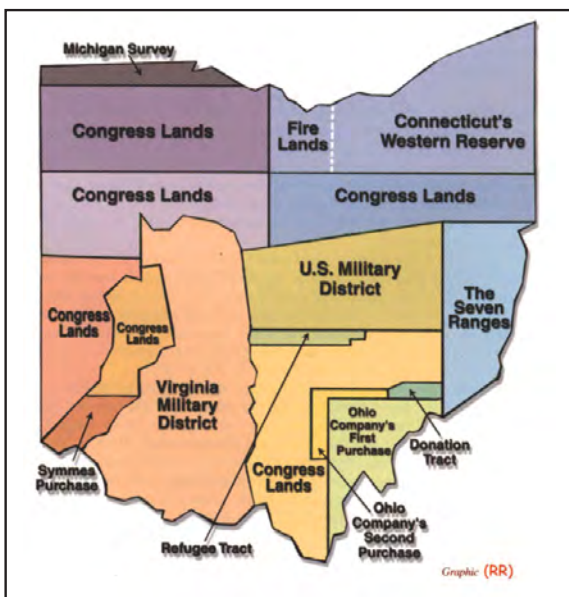 Michigan Survey
Congress Lands
Fire
Lands
Connecticut's
Western Reserve
Congress Lands
Congress Lands
U.S. Military
District
The
Seven
Ranges
Congress
Lands
Congress
Lands
Virginia
Military
District
Ohio
Company's
First
Purchase
Donation
Tract
Symmes
Purchase
Congress
Lands
Refugee Tract
Ohio
Company's
Second
Purchase
Graphic (RR)